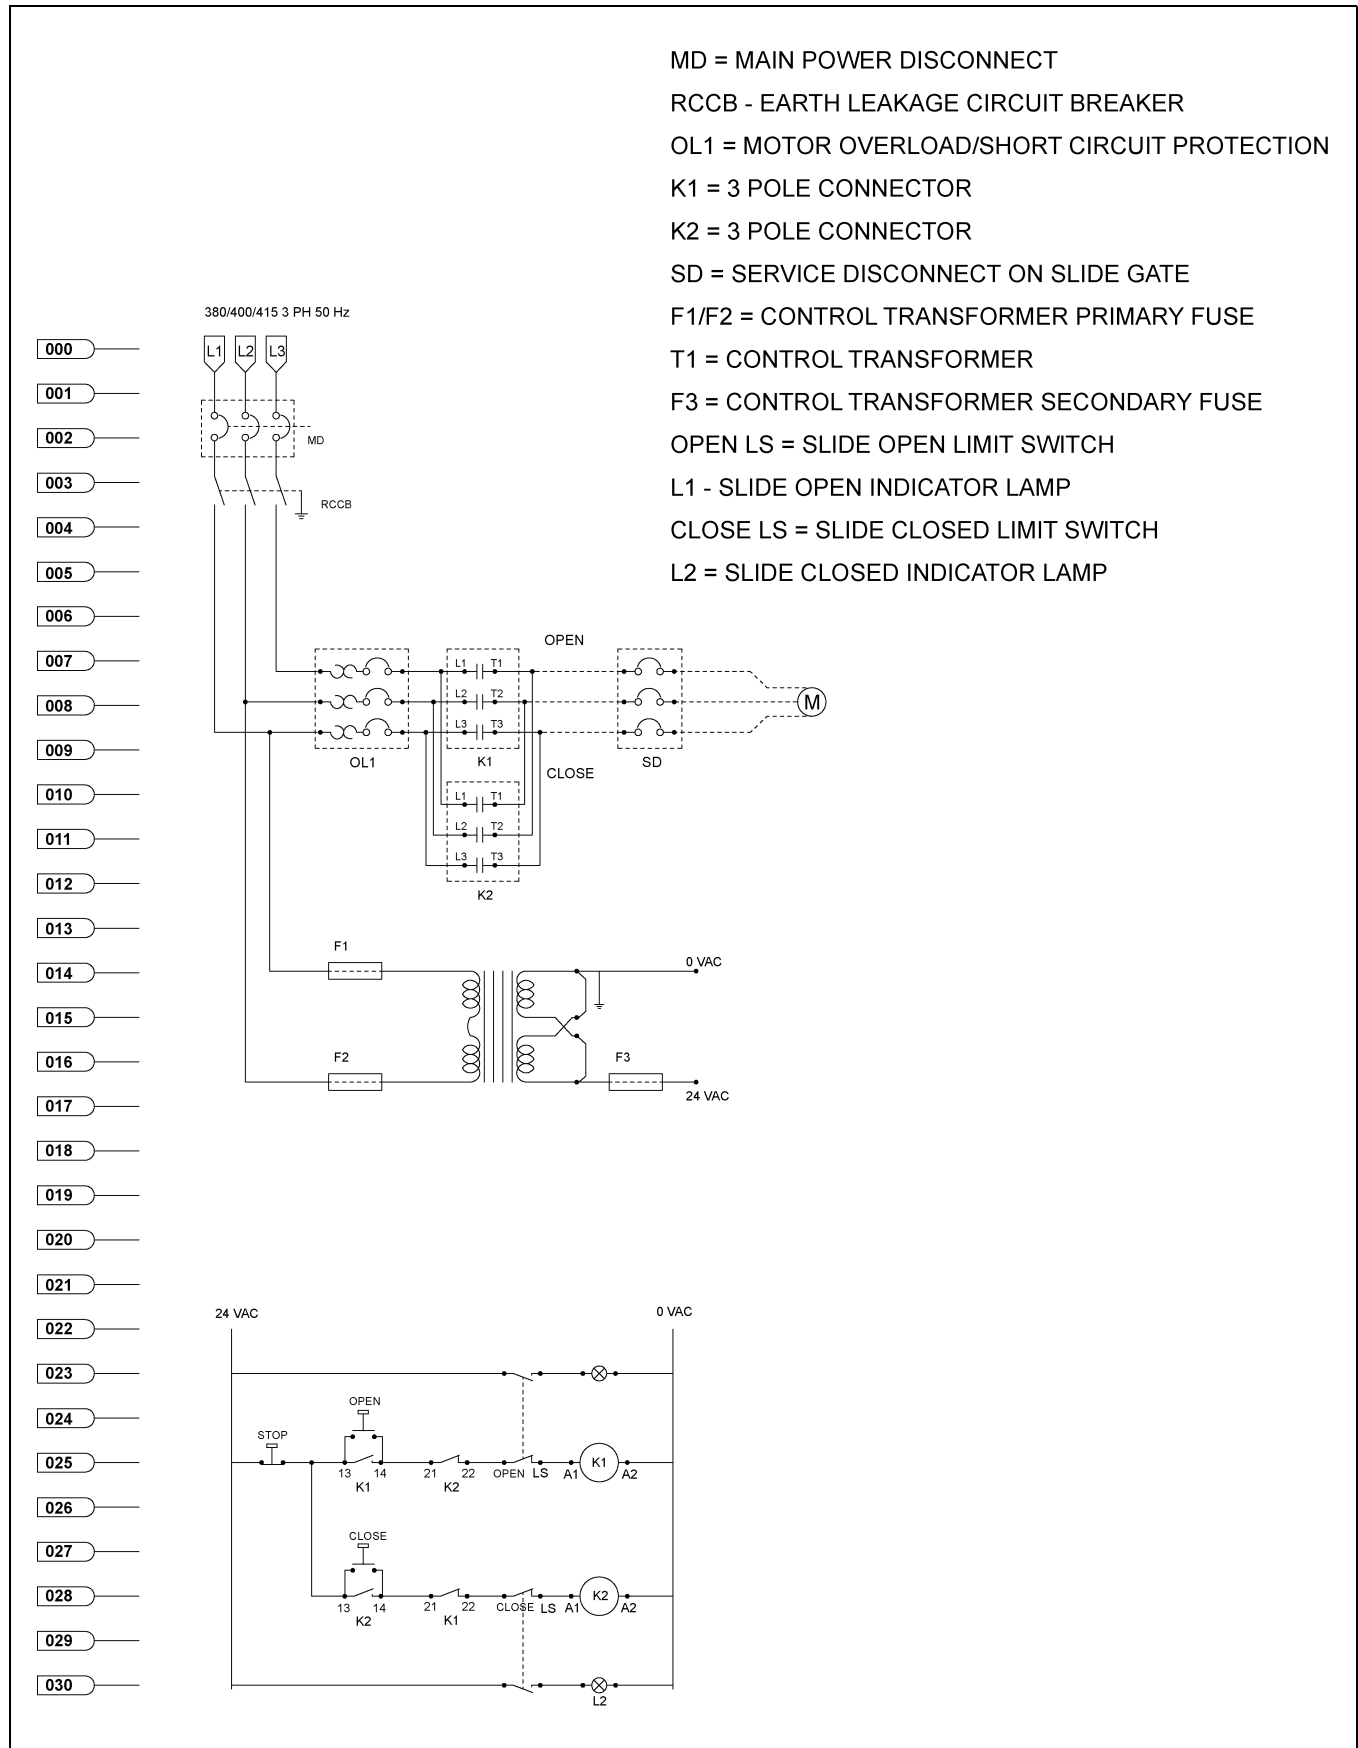 MD = MAIN POWER DISCONNECT
RCCB - EARTH LEAKAGE CIRCUIT BREAKER
OL1 = MOTOR OVERLOAD/SHORT CIRCUIT PROTECTION
K1 = 3 POLE CONNECTOR
K2 = 3 POLE CONNECTOR
SD = SERVICE DISCONNECT ON SLIDE GATE
F1/F2 = CONTROL TRANSFORMER PRIMARY FUSE
T1 = CONTROL TRANSFORMER
F3 = CONTROL TRANSFORMER SECONDARY FUSE
OPEN LS = SLIDE OPEN LIMIT SWITCH
L1 - SLIDE OPEN INDICATOR LAMP
CLOSE LS = SLIDE CLOSED LIMIT SWITCH
L2 = SLIDE CLOSED INDICATOR LAMP
380/400/415 3 PH 50 Hz
000
L1 L2 L3
001
002
MD
003
RCCB
004
005
006
OPEN
007
L1 T1
008
L2 T2
M
L3 T3
009
OL1 K1 SD
CLOSE
010
L1 T1
011
L2 T2
L3 T3
012
K2
013
F1
014
0 VAC
015
016
F2 F3
017
24 VAC
018
019
020
021
24 VAC 0 VAC
022
023
OPEN
024
STOP
025
K1
13 14 21 22 OPEN LS A1 A2
K1 K2
026
CLOSE
027
028
K2
13 14 21 22 CLOSE LS A1 A2
K2 K1
029
030
L2